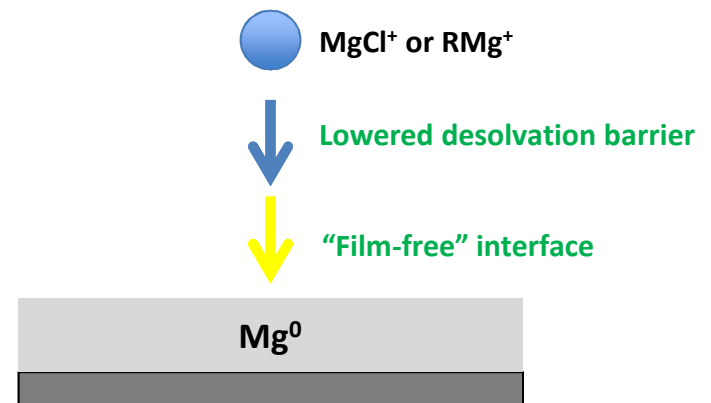 MgCl⁺ or RMg⁺
Lowered desolvation barrier
“Film-free” interface
Mg⁰